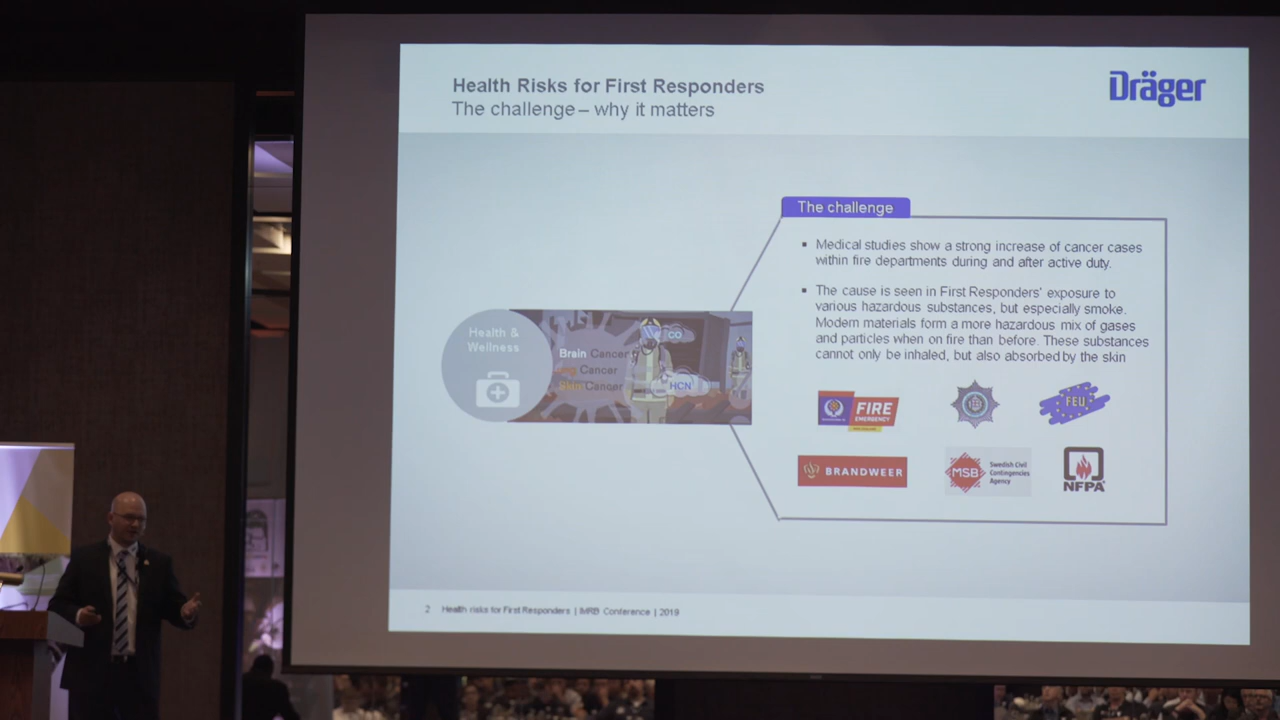 Health Risks for First Responders
The challenge – why it matters
Dräger
The challenge
▪ Medical studies show a strong increase of cancer cases
within fire departments during and after active duty.
▪ The cause is seen in First Responders' exposure to
various hazardous substances, but especially smoke.
Modern materials form a more hazardous mix of gases
and particles when on fire than before. These substances
cannot only be inhaled, but also absorbed by the skin
Health &
Wellness
Brain Cancer
Cancer
Skin Cancer
CO
HCN
FIRE
EMERGENCY
FEU
BRANDWEER
MSB
Swedish Civil
Contingencies
Agency
NFPA
2 Health risks for First Responders | IMRB Conference | 2019